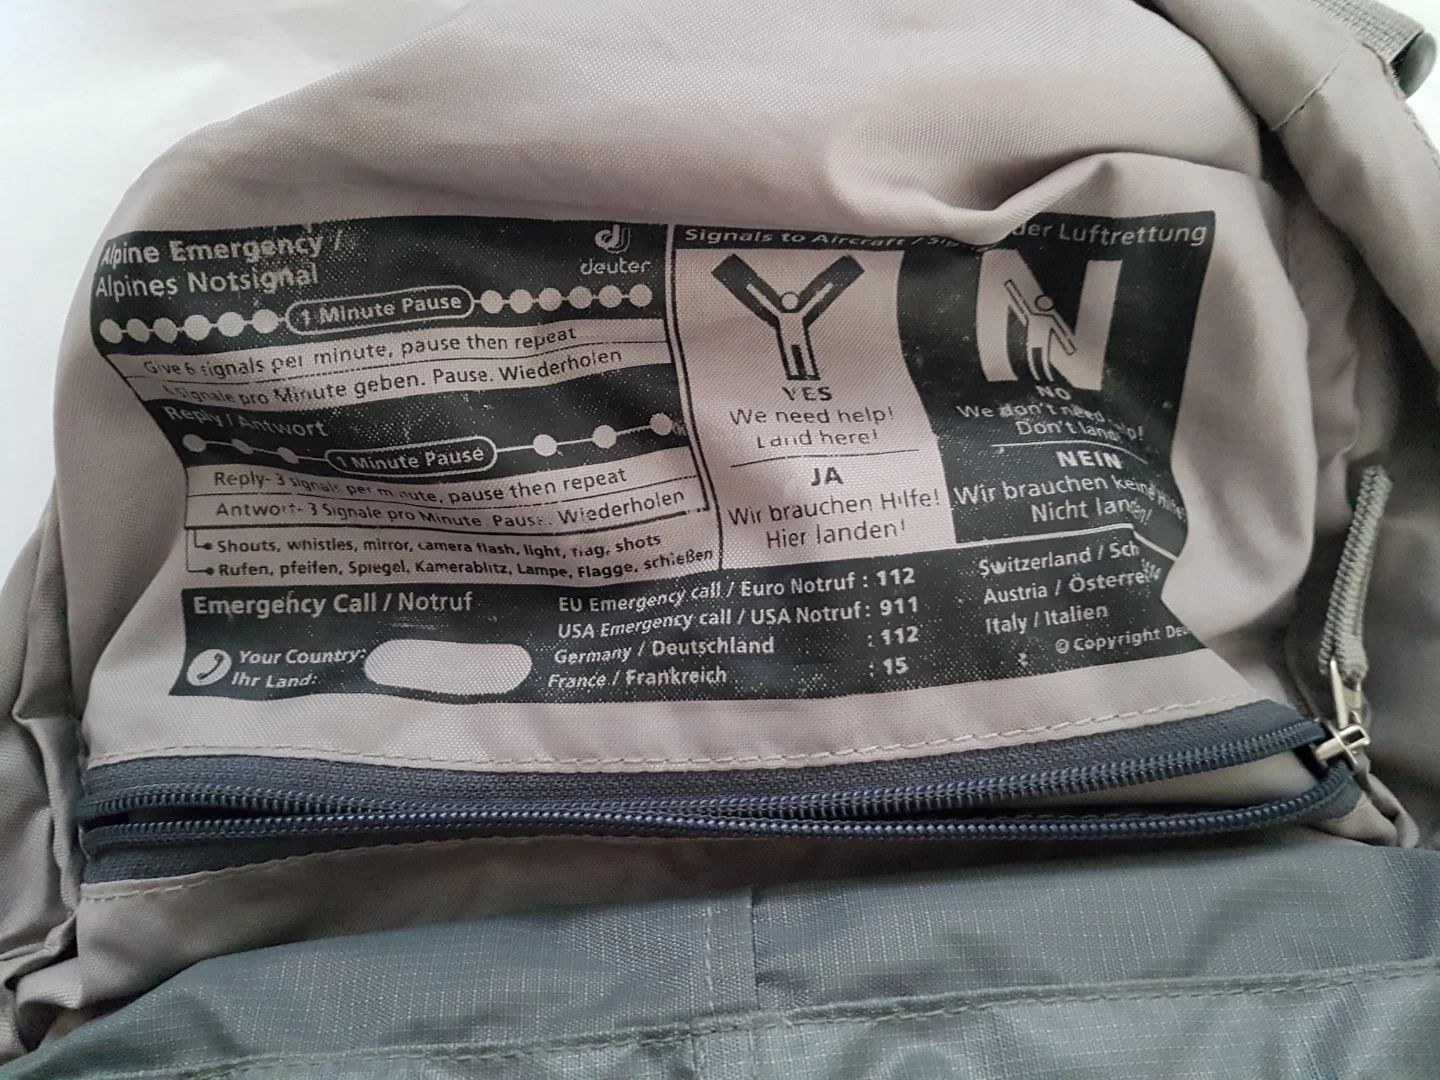 Alpine Emergency /
Alpines Notsignal
deuter
1 Minute Pause
Give 6 signals per minute, pause then repeat
6 Signale pro Minute geben. Pause. Wiederholen
Reply / Antwort
1 Minute Pause
Reply- 3 signals per minute, pause then repeat
Antwort- 3 Signale pro Minute Pause. Wiederholen
Shouts, whistles, mirror, camera flash, light, flag, shots
Rufen, pfeifen, Spiegel, Kamerablitz, Lampe, Flagge, schießen
Signals to Aircraft / der Luftrettung
YES
We need help!
Land here!
JA
Wir brauchen Hilfe!
Hier landen!
N
NO
We don't need help!
Don't land
NEIN
Wir brauchen keine Hilfe
Nicht landen!
Emergency Call / Notruf
Your Country:
Ihr Land:
EU Emergency call / Euro Notruf : 112
USA Emergency call / USA Notruf : 911
Germany / Deutschland : 112
France / Frankreich : 15
Switzerland / Sch
Austria / Österre
Italy / Italien
© Copyright Deu